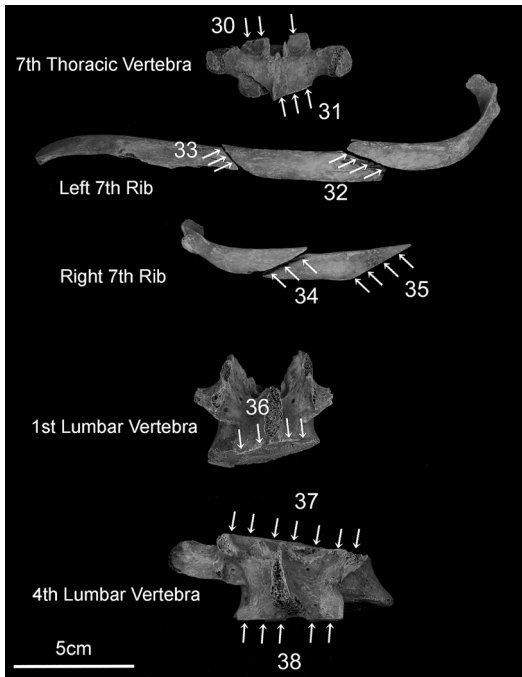 30
7th Thoracic Vertebra
31
33
Left 7th Rib
32
Right 7th Rib
34
35
36
1st Lumbar Vertebra
37
4th Lumbar Vertebra
5cm
38